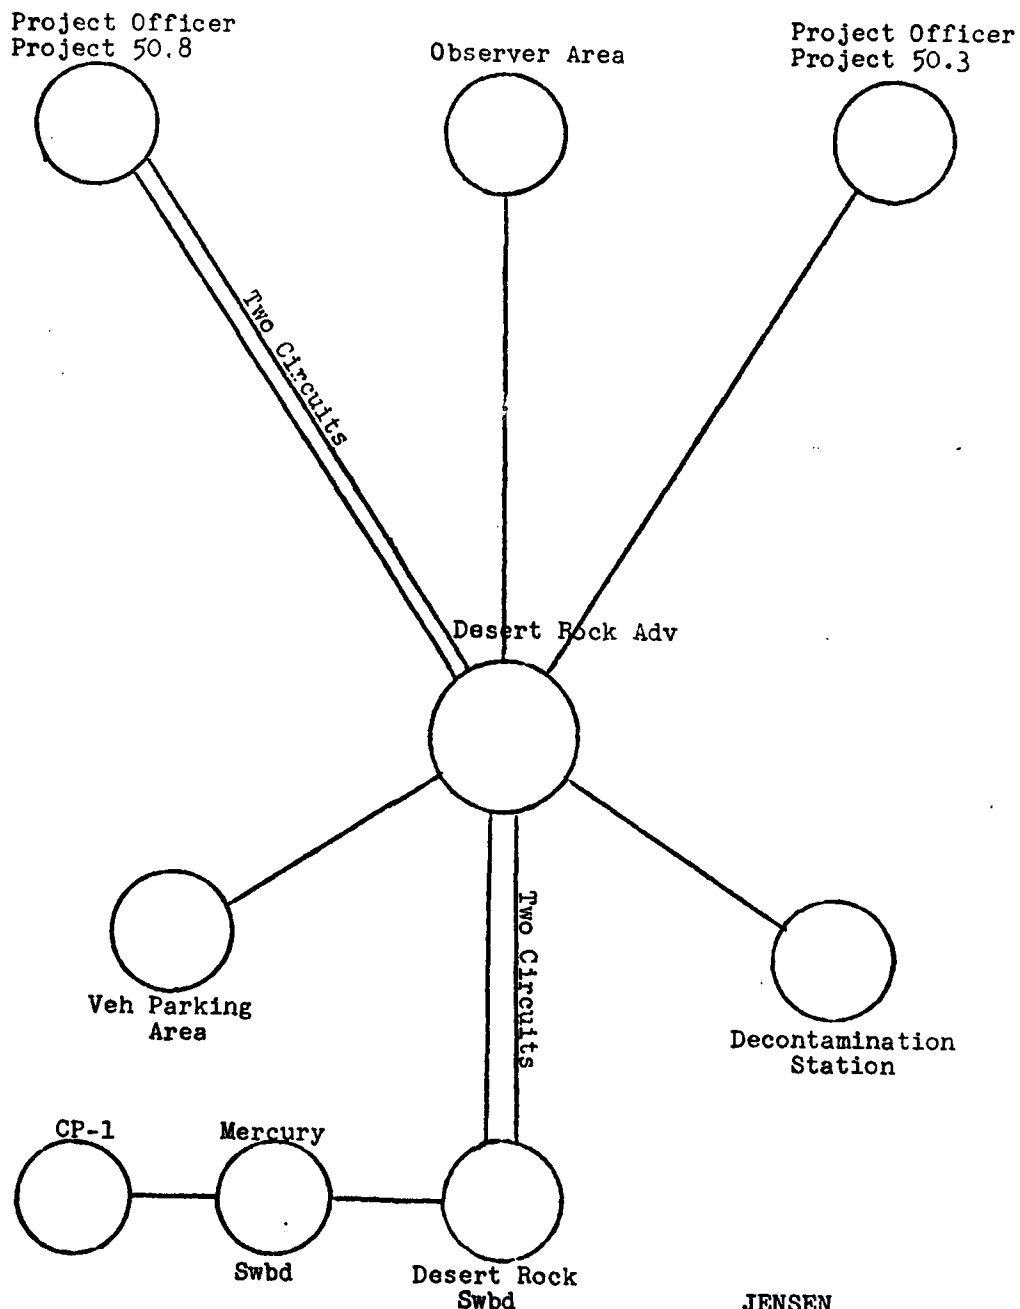 Project Officer
Project 50.8
Observer Area
Project Officer
Project 50.3
Two Circuits
Desert Rock Adv
Two Circuits
Veh Parking
Area
Decontamination
Station
CP-1
Mercury
Swbd
Desert Rock
Swbd
JENSEN